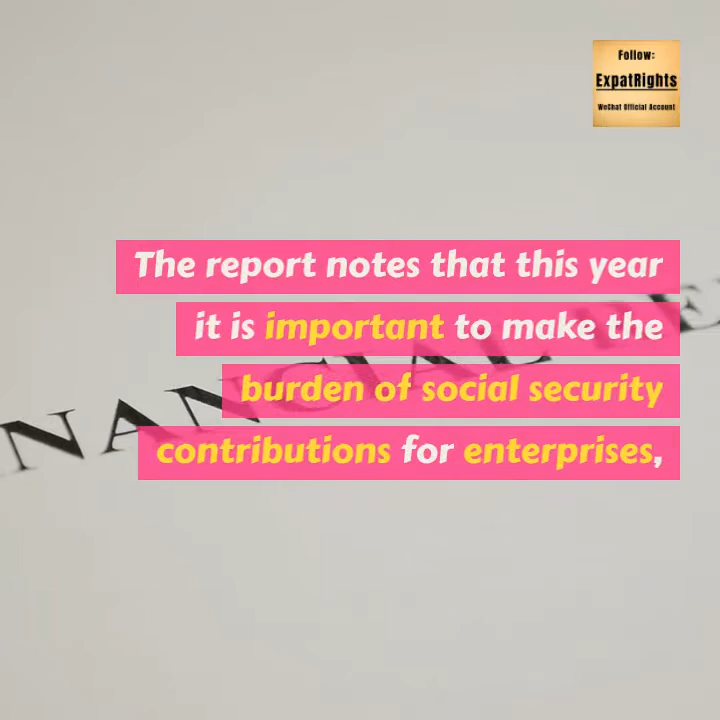 Follow:
ExpatRights
WeChat Official Account
The report notes that this year
it is important to make the
burden of social security
contributions for enterprises,